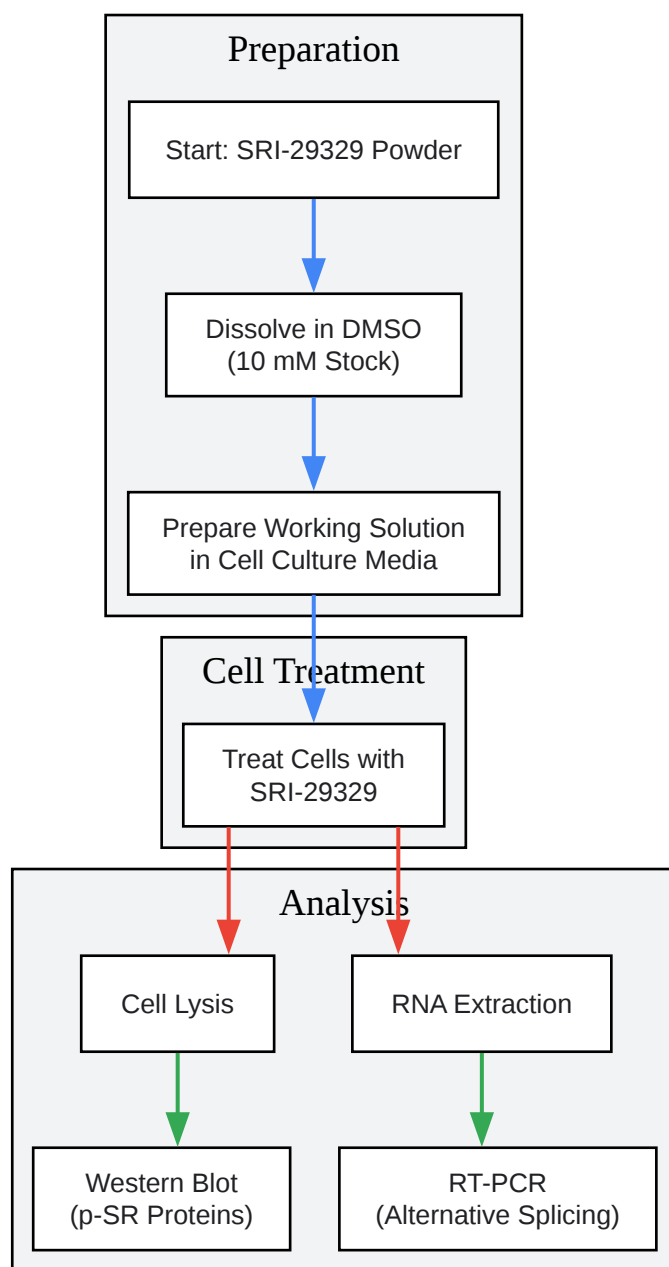 Preparation
Start: SRI-29329 Powder
Dissolve in DMSO
(10 mM Stock)
Prepare Working Solution
in Cell Culture Media
Cell Treatment
Treat Cells with
SRI-29329
Analysis
Cell Lysis
RNA Extraction
Western Blot
(p-SR Proteins)
RT-PCR
(Alternative Splicing)